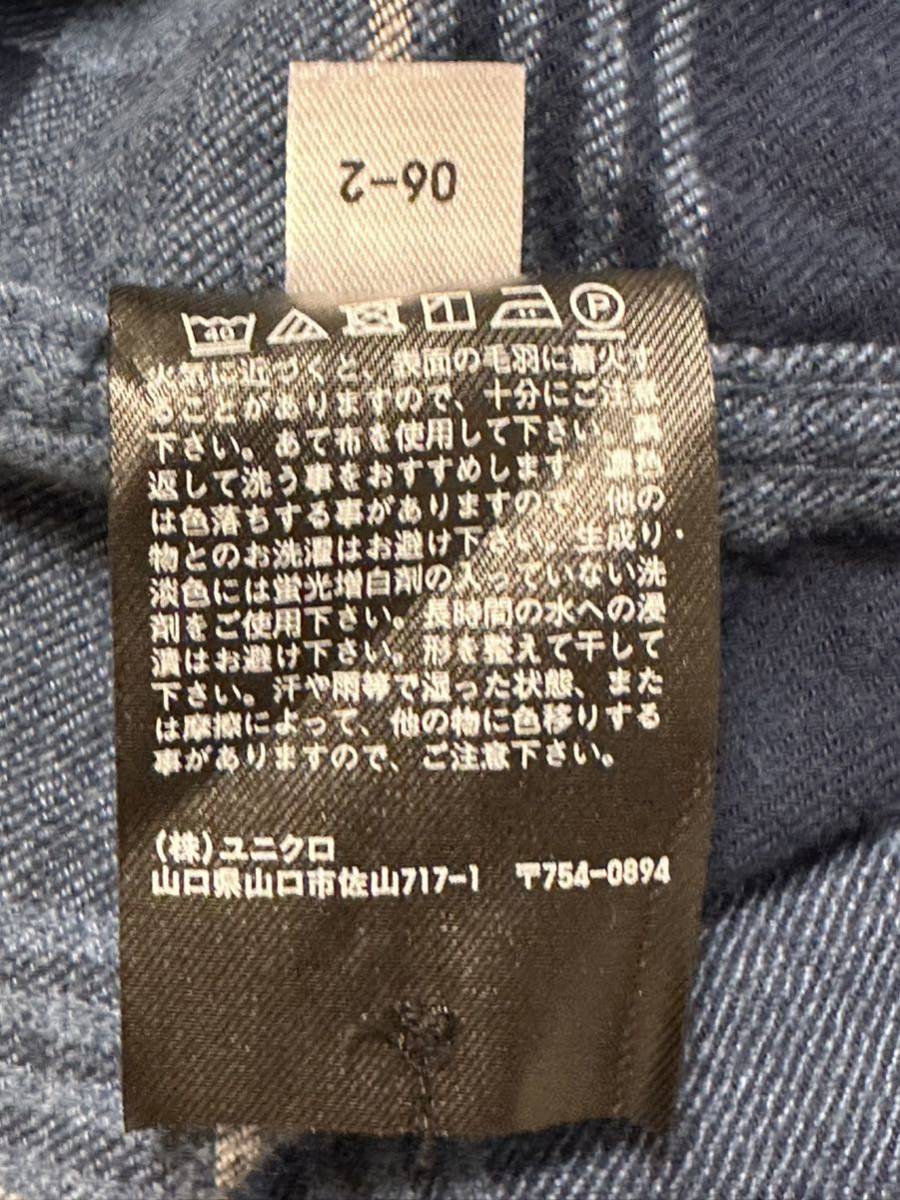 06-2
40
P
火気に近づくと、表面の毛羽に着火す
ることがありますので、十分にご注意
下さい。あて布を使用して下さい。裏
返して洗う事をおすすめします。濃色
は色落ちする事がありますので、他の
物とのお洗濯はお避け下さい。生成り・
淡色には蛍光増白剤の入っていない洗
剤をご使用下さい。長時間の水への浸
漬はお避け下さい。形を整えて干して
下さい。汗や雨等で湿った状態、また
は摩擦によって、他の物に色移りする
事がありますので、ご注意下さい。
(株)ユニクロ
山口県山口市佐山717-1 〒754-0894